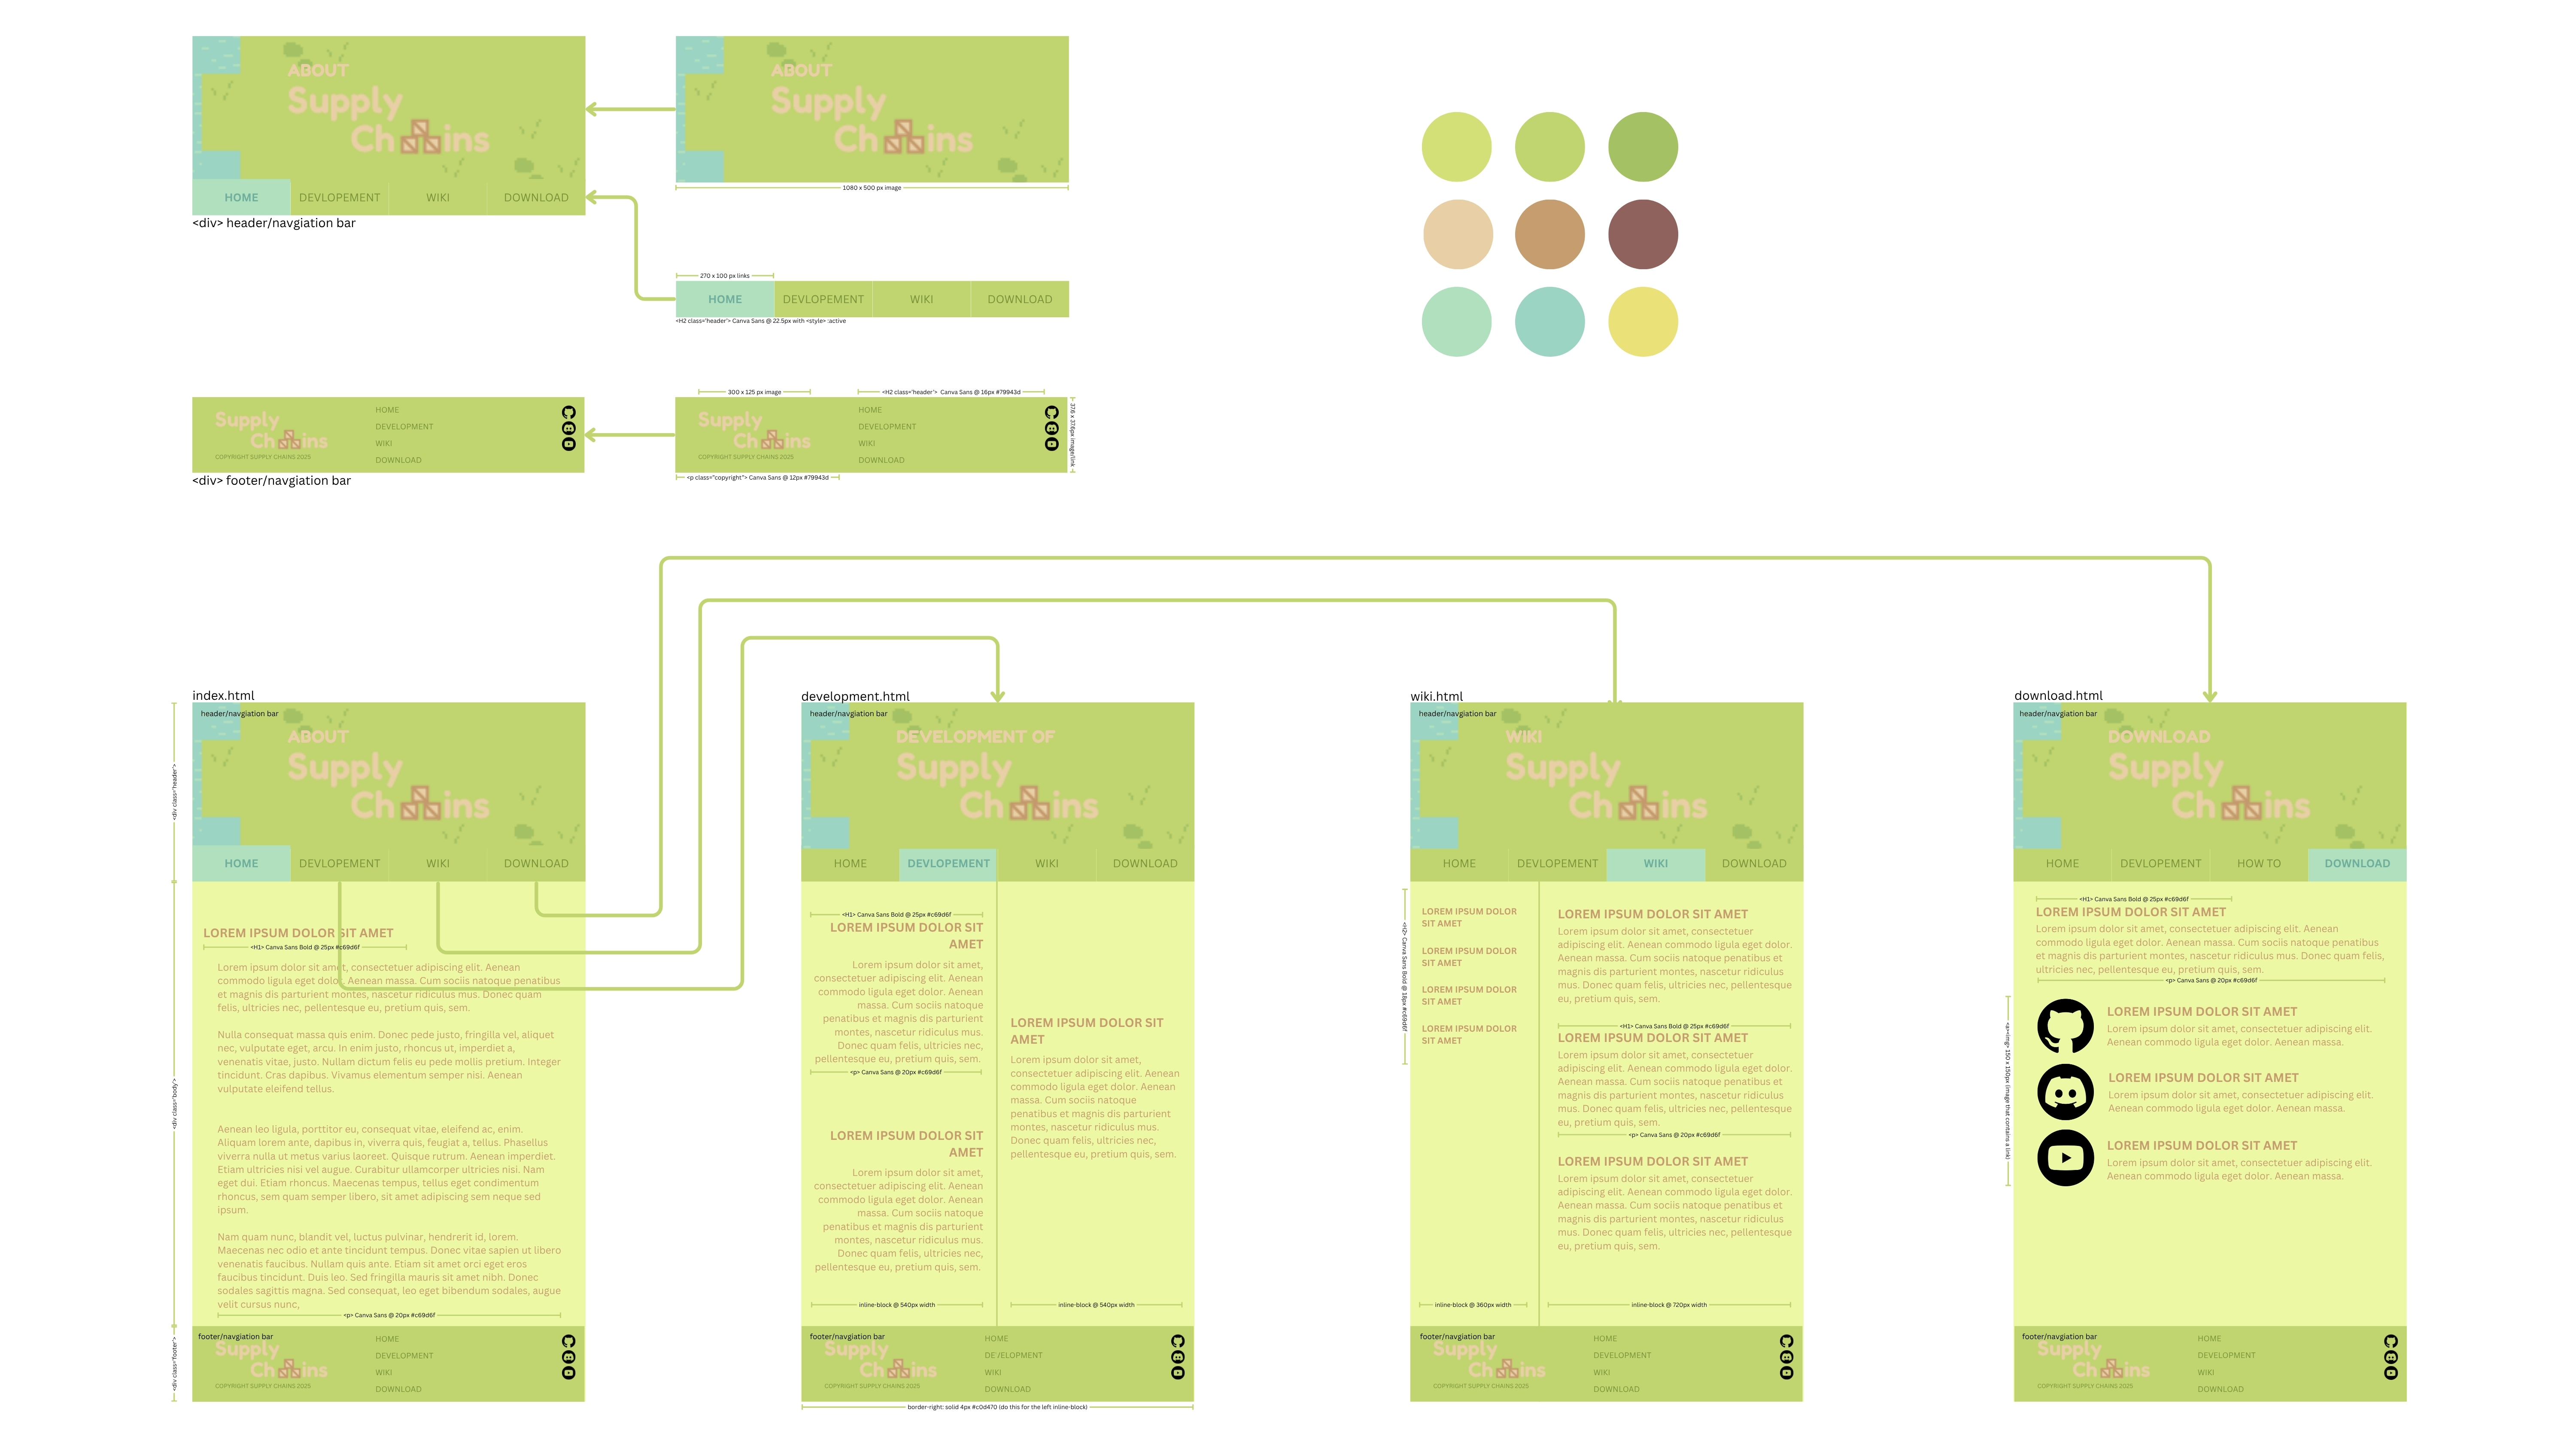 ABOUT
Supply
Ch ins
HOME
DEVLOPEMENT
WIKI
DOWNLOAD
<div> header/navgiation bar
ABOUT
Supply
Ch ins
1080 x 500 px image
270 x 100 px links
HOME
DEVLOPEMENT
WIKI
DOWNLOAD
<H2 class='header'> Canva Sans @ 22.5px with <style> :active
Supply
Ch ins
COPYRIGHT SUPPLY CHAINS 2025
HOME
DEVELOPMENT
WIKI
DOWNLOAD
<div> footer/navgiation bar
300 x 125 px image
<H2 class='header'> Canva Sans @ 16px #79943d
Supply
Ch ins
COPYRIGHT SUPPLY CHAINS 2025
HOME
DEVELOPMENT
WIKI
DOWNLOAD
37.6 x 37.6px image/link
<p class="copyright"> Canva Sans @ 12px #79943d
index.html
header/navgiation bar
ABOUT
Supply
Ch ins
HOME
DEVLOPEMENT
WIKI
DOWNLOAD
<div class='header'>
<div class='body'>
<div class='footer'>
LOREM IPSUM DOLOR SIT AMET
<H1> Canva Sans Bold @ 25px #c69d6f
Lorem ipsum dolor sit amet, consectetuer adipiscing elit. Aenean
commodo ligula eget dolor. Aenean massa. Cum sociis natoque penatibus
et magnis dis parturient montes, nascetur ridiculus mus. Donec quam
felis, ultricies nec, pellentesque eu, pretium quis, sem.
Nulla consequat massa quis enim. Donec pede justo, fringilla vel, aliquet
nec, vulputate eget, arcu. In enim justo, rhoncus ut, imperdiet a,
venenatis vitae, justo. Nullam dictum felis eu pede mollis pretium. Integer
tincidunt. Cras dapibus. Vivamus elementum semper nisi. Aenean
vulputate eleifend tellus.
Aenean leo ligula, porttitor eu, consequat vitae, eleifend ac, enim.
Aliquam lorem ante, dapibus in, viverra quis, feugiat a, tellus. Phasellus
viverra nulla ut metus varius laoreet. Quisque rutrum. Aenean imperdiet.
Etiam ultricies nisi vel augue. Curabitur ullamcorper ultricies nisi. Nam
eget dui. Etiam rhoncus. Maecenas tempus, tellus eget condimentum
rhoncus, sem quam semper libero, sit amet adipiscing sem neque sed
ipsum.
Nam quam nunc, blandit vel, luctus pulvinar, hendrerit id, lorem.
Maecenas nec odio et ante tincidunt tempus. Donec vitae sapien ut libero
venenatis faucibus. Nullam quis ante. Etiam sit amet orci eget eros
faucibus tincidunt. Duis leo. Sed fringilla mauris sit amet nibh. Donec
sodales sagittis magna. Sed consequat, leo eget bibendum sodales, augue
velit cursus nunc,
<p> Canva Sans @ 20px #c69d6f
footer/navgiation bar
Supply
Ch ins
COPYRIGHT SUPPLY CHAINS 2025
HOME
DEVELOPMENT
WIKI
DOWNLOAD
development.html
header/navgiation bar
DEVELOPMENT OF
Supply
Ch ins
HOME
DEVLOPEMENT
WIKI
DOWNLOAD
<H1> Canva Sans Bold @ 25px #c69d6f
LOREM IPSUM DOLOR SIT
AMET
Lorem ipsum dolor sit amet,
consectetuer adipiscing elit. Aenean
commodo ligula eget dolor. Aenean
massa. Cum sociis natoque
penatibus et magnis dis parturient
montes, nascetur ridiculus mus.
Donec quam felis, ultricies nec,
pellentesque eu, pretium quis, sem.
<p> Canva Sans @ 20px #c69d6f
LOREM IPSUM DOLOR SIT
AMET
Lorem ipsum dolor sit amet,
consectetuer adipiscing elit. Aenean
commodo ligula eget dolor. Aenean
massa. Cum sociis natoque
penatibus et magnis dis parturient
montes, nascetur ridiculus mus.
Donec quam felis, ultricies nec,
pellentesque eu, pretium quis, sem.
inline-block @ 540px width
LOREM IPSUM DOLOR SIT
AMET
Lorem ipsum dolor sit amet,
consectetuer adipiscing elit. Aenean
commodo ligula eget dolor. Aenean
massa. Cum sociis natoque
penatibus et magnis dis parturient
montes, nascetur ridiculus mus.
Donec quam felis, ultricies nec,
pellentesque eu, pretium quis, sem.
inline-block @ 540px width
footer/navgiation bar
Supply
Ch ins
COPYRIGHT SUPPLY CHAINS 2025
HOME
DE'/ELOPMENT
WIKI
DOWNLOAD
border-right: solid 4px #c0d470 (do this for the left inline-block)
wiki.html
header/navgiation bar
WIKI
Supply
Ch ins
HOME
DEVLOPEMENT
WIKI
DOWNLOAD
<H2> Canva Sans Bold @ 18px #c69d6f
LOREM IPSUM DOLOR
SIT AMET
LOREM IPSUM DOLOR
SIT AMET
LOREM IPSUM DOLOR
SIT AMET
LOREM IPSUM DOLOR
SIT AMET
inline-block @ 360px width
LOREM IPSUM DOLOR SIT AMET
Lorem ipsum dolor sit amet, consectetuer
adipiscing elit. Aenean commodo ligula eget dolor.
Aenean massa. Cum sociis natoque penatibus et
magnis dis parturient montes, nascetur ridiculus
mus. Donec quam felis, ultricies nec, pellentesque
eu, pretium quis, sem.
<H1> Canva Sans Bold @ 25px #c69d6f
LOREM IPSUM DOLOR SIT AMET
Lorem ipsum dolor sit amet, consectetuer
adipiscing elit. Aenean commodo ligula eget dolor.
Aenean massa. Cum sociis natoque penatibus et
magnis dis parturient montes, nascetur ridiculus
mus. Donec quam felis, ultricies nec, pellentesque
eu, pretium quis, sem.
<p> Canva Sans @ 20px #c69d6f
LOREM IPSUM DOLOR SIT AMET
Lorem ipsum dolor sit amet, consectetuer
adipiscing elit. Aenean commodo ligula eget dolor.
Aenean massa. Cum sociis natoque penatibus et
magnis dis parturient montes, nascetur ridiculus
mus. Donec quam felis, ultricies nec, pellentesque
eu, pretium quis, sem.
inline-block @ 720px width
footer/navgiation bar
Supply
Ch ins
COPYRIGHT SUPPLY CHAINS 2025
HOME
DEVELOPMENT
WIKI
DOWNLOAD
download.html
header/navgiation bar
DOWNLOAD
Supply
Ch ins
HOME
DEVLOPEMENT
HOW TO
DOWNLOAD
<H1> Canva Sans Bold @ 25px #c69d6f
LOREM IPSUM DOLOR SIT AMET
Lorem ipsum dolor sit amet, consectetuer adipiscing elit. Aenean
commodo ligula eget dolor. Aenean massa. Cum sociis natoque penatibus
et magnis dis parturient montes, nascetur ridiculus mus. Donec quam felis,
ultricies nec, pellentesque eu, pretium quis, sem.
<p> Canva Sans @ 20px #c69d6f
<a><img> 150 x 150px (image that contains a link)
LOREM IPSUM DOLOR SIT AMET
Lorem ipsum dolor sit amet, consectetuer adipiscing elit.
Aenean commodo ligula eget dolor. Aenean massa.
LOREM IPSUM DOLOR SIT AMET
Lorem ipsum dolor sit amet, consectetuer adipiscing elit.
Aenean commodo ligula eget dolor. Aenean massa.
LOREM IPSUM DOLOR SIT AMET
Lorem ipsum dolor sit amet, consectetuer adipiscing elit.
Aenean commodo ligula eget dolor. Aenean massa.
footer/navgiation bar
Supply
Ch ins
COPYRIGHT SUPPLY CHAINS 2025
HOME
DEVELOPMENT
WIKI
DOWNLOAD